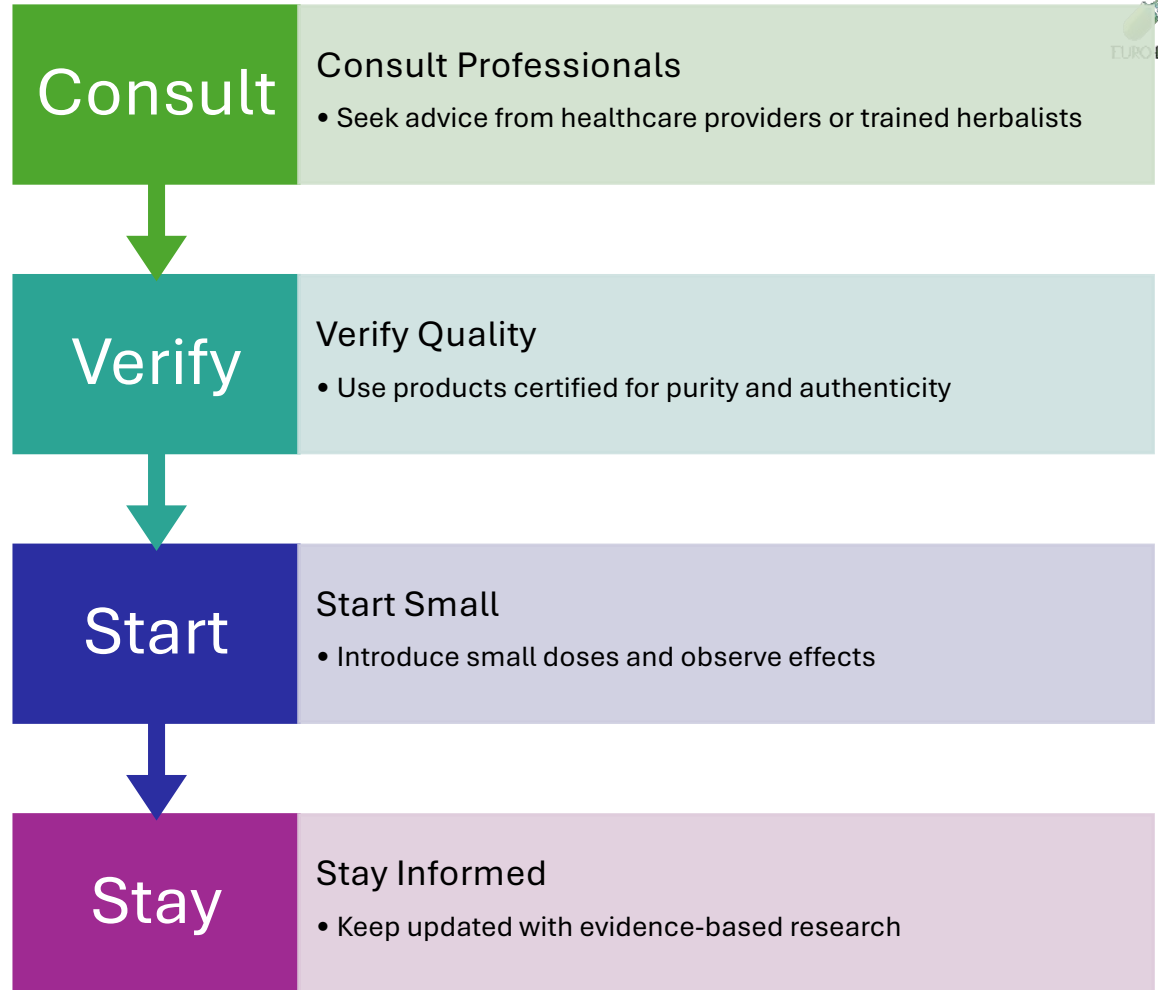 Consult
Consult Professionals
• Seek advice from healthcare providers or trained herbalists
Verify
Verify Quality
• Use products certified for purity and authenticity
Start
Start Small
• Introduce small doses and observe effects
Stay
Stay Informed
• Keep updated with evidence-based research